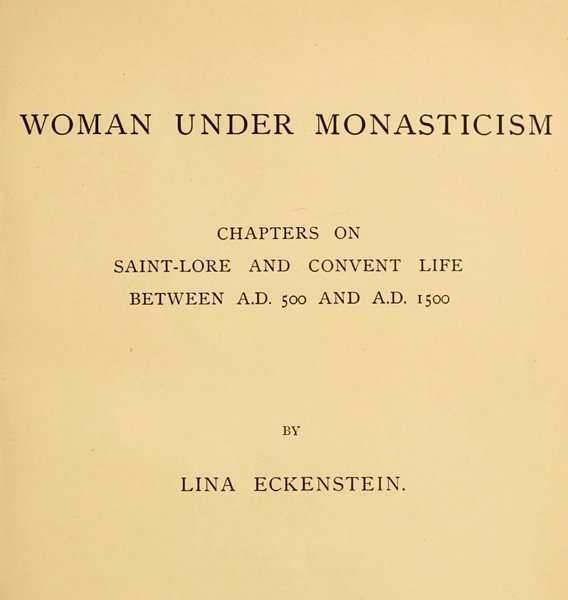 WOMAN UNDER MONASTICISM
CHAPTERS ON
SAINT-LORE AND CONVENT LIFE
BETWEEN A.D. 500 AND A.D. 1500
BY
LINA ECKENSTEIN.